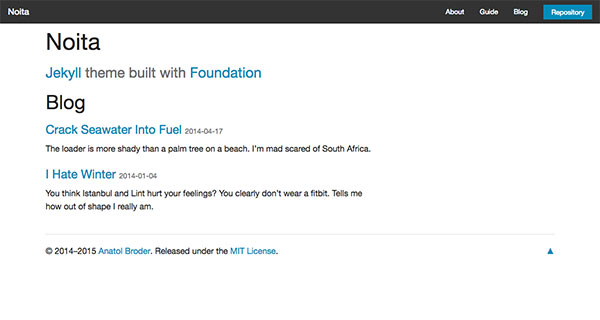 Noita About Guide Blog Repository
Noita
Jekyll theme built with Foundation
Blog
Crack Seawater Into Fuel 2014-04-17
The loader is more shady than a palm tree on a beach. I'm mad scared of South Africa.
I Hate Winter 2014-01-04
You think Istanbul and Lint hurt your feelings? You clearly don't wear a fitbit. Tells me
how out of shape I really am.
© 2014–2015 Anatol Broder. Released under the MIT License. ▲